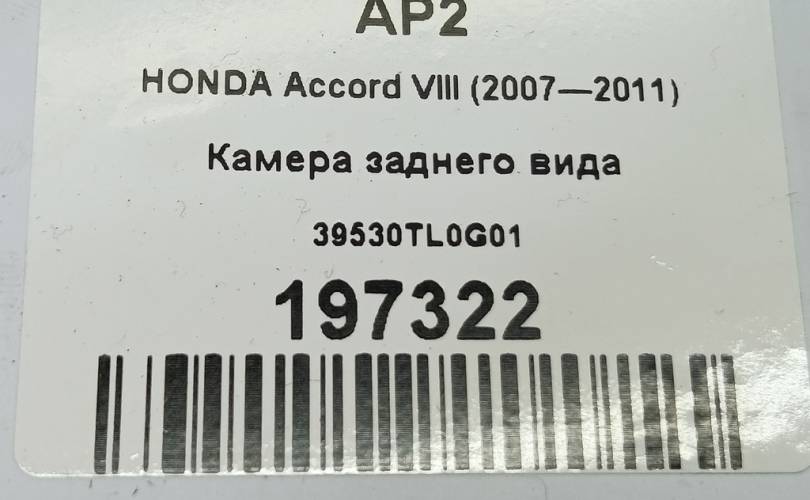 AP2
HONDA Accord VIII (2007—2011)
Камера заднего вида
39530TL0G01
197322